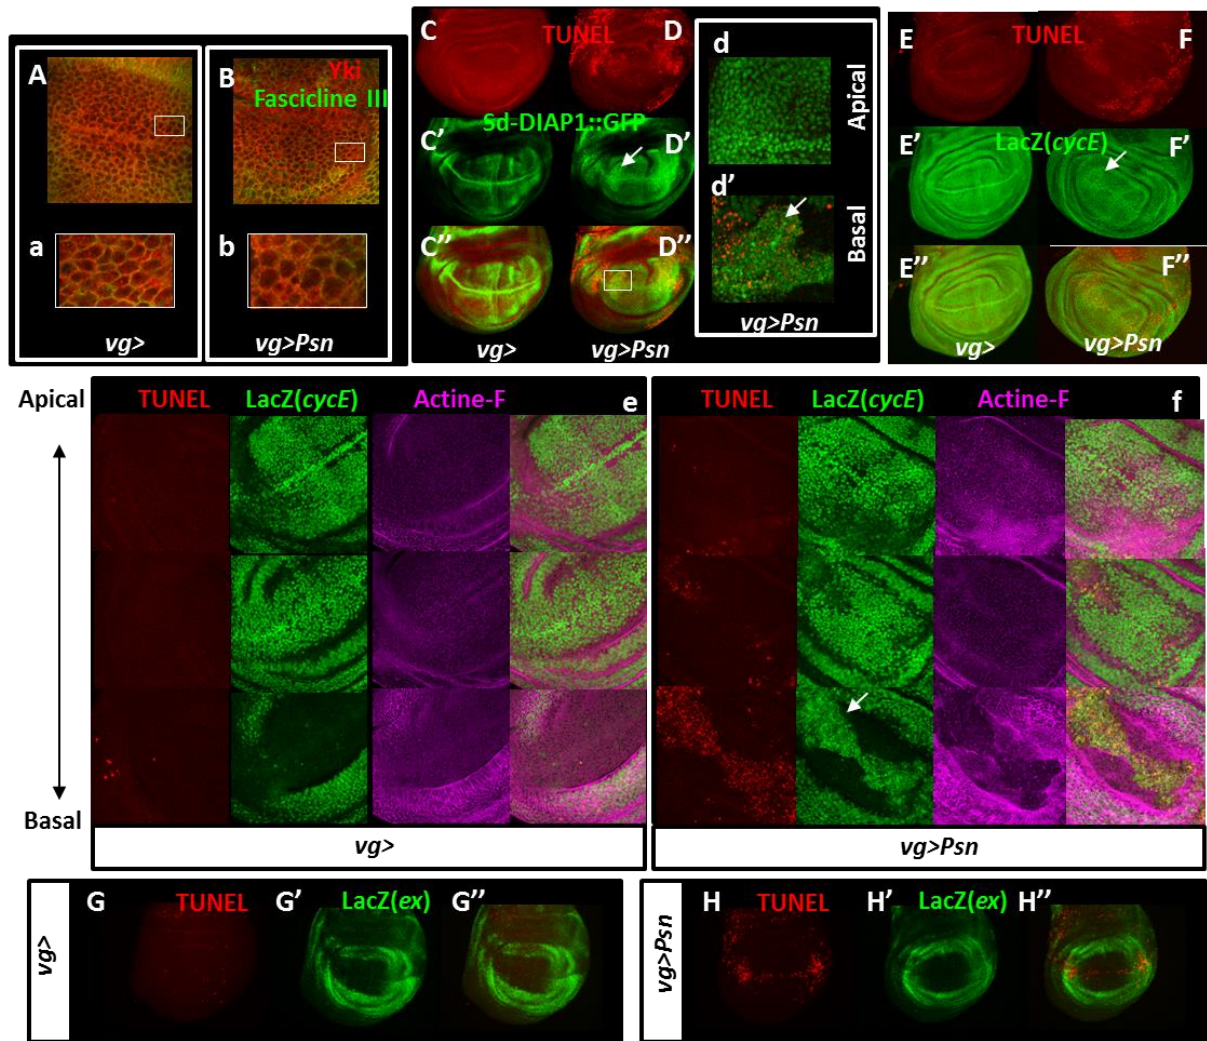 A
B
Yki
Fascicline III
a
b
vg>
vg>Psn
C
TUNEL
D
Sd-DIAP1::GFP
C'
D'
C''
D''
vg>
vg>Psn
d
Apical
d'
Basal
vg>Psn
E
TUNEL
F
E'
LacZ(cycE)
F'
E''
F''
vg>
vg>Psn
Apical
Basal
TUNEL
LacZ(cycE)
Actine-F
e
vg>
TUNEL
LacZ(cycE)
Actine-F
f
vg>Psn
vg>
G
TUNEL
G'
LacZ(ex)
G''
vg>Psn
H
TUNEL
H'
LacZ(ex)
H''